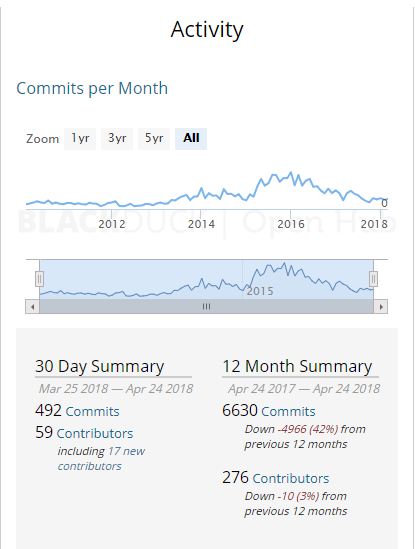 Activity
Commits per Month
Zoom 1yr 3yr 5yr All
0
BLACKDUCK | Open Hub
2012 2014 2016 2018
2015
30 Day Summary
Mar 25 2018 — Apr 24 2018
492 Commits
59 Contributors
including 17 new
contributors
12 Month Summary
Apr 24 2017 — Apr 24 2018
6630 Commits
Down -4966 (42%) from
previous 12 months
276 Contributors
Down -10 (3%) from
previous 12 months